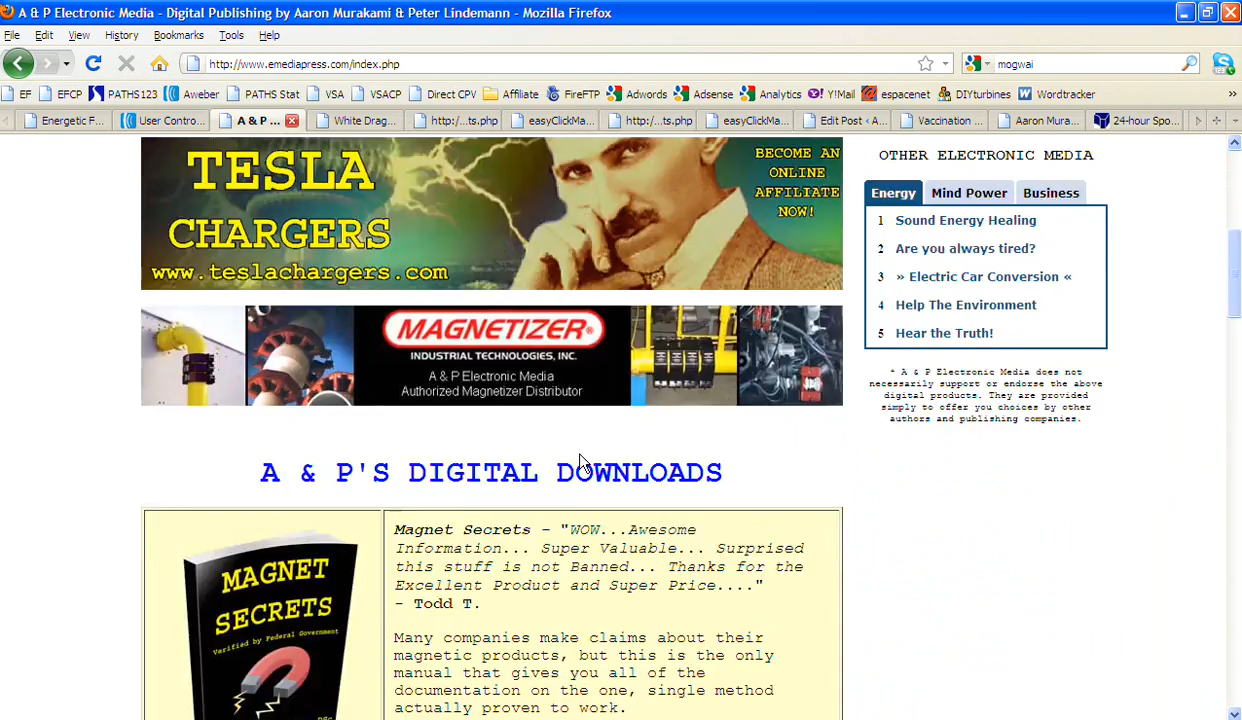 A & P Electronic Media - Digital Publishing by Aaron Murakami & Peter Lindemann - Mozilla Firefox
File Edit View History Bookmarks Tools Help
http://www.emediapress.com/index.php
mogwai
EF EFCP PATHS123 Aweber PATHS Stat VSA VSACP Direct CPV Affiliate FireFTP Adwords Adsense Analytics Y!Mail espacenet DIYturbines Wordtracker »
Energetic F... User Contro... A & P ... White Drag... http:/...ts.php easyClickMa... http:/...ts.php easyClickMa... Edit Post ‹ A... Vaccination ... Aaron Mura... 24-hour Spo...
TESLA
CHARGERS
www.teslachargers.com
BECOME AN
ONLINE
AFFILIATE
NOW!
MAGNETIZER®
INDUSTRIAL TECHNOLOGIES, INC.
A & P Electronic Media
Authorized Magnetizer Distributor
A & P'S DIGITAL DOWNLOADS
MAGNET
SECRETS
Verified by Federal Government
Magnet Secrets - "WOW...Awesome
Information... Super Valuable... Surprised
this stuff is not Banned... Thanks for the
Excellent Product and Super Price...."
- Todd T.
Many companies make claims about their
magnetic products, but this is the only
manual that gives you all of the
documentation on the one, single method
actually proven to work.
OTHER ELECTRONIC MEDIA
Energy Mind Power Business
1 Sound Energy Healing
2 Are you always tired?
3 » Electric Car Conversion «
4 Help The Environment
5 Hear the Truth!
* A & P Electronic Media does not
necessarily support or endorse the above
digital products. They are provided
simply to offer you choices by other
authors and publishing companies.